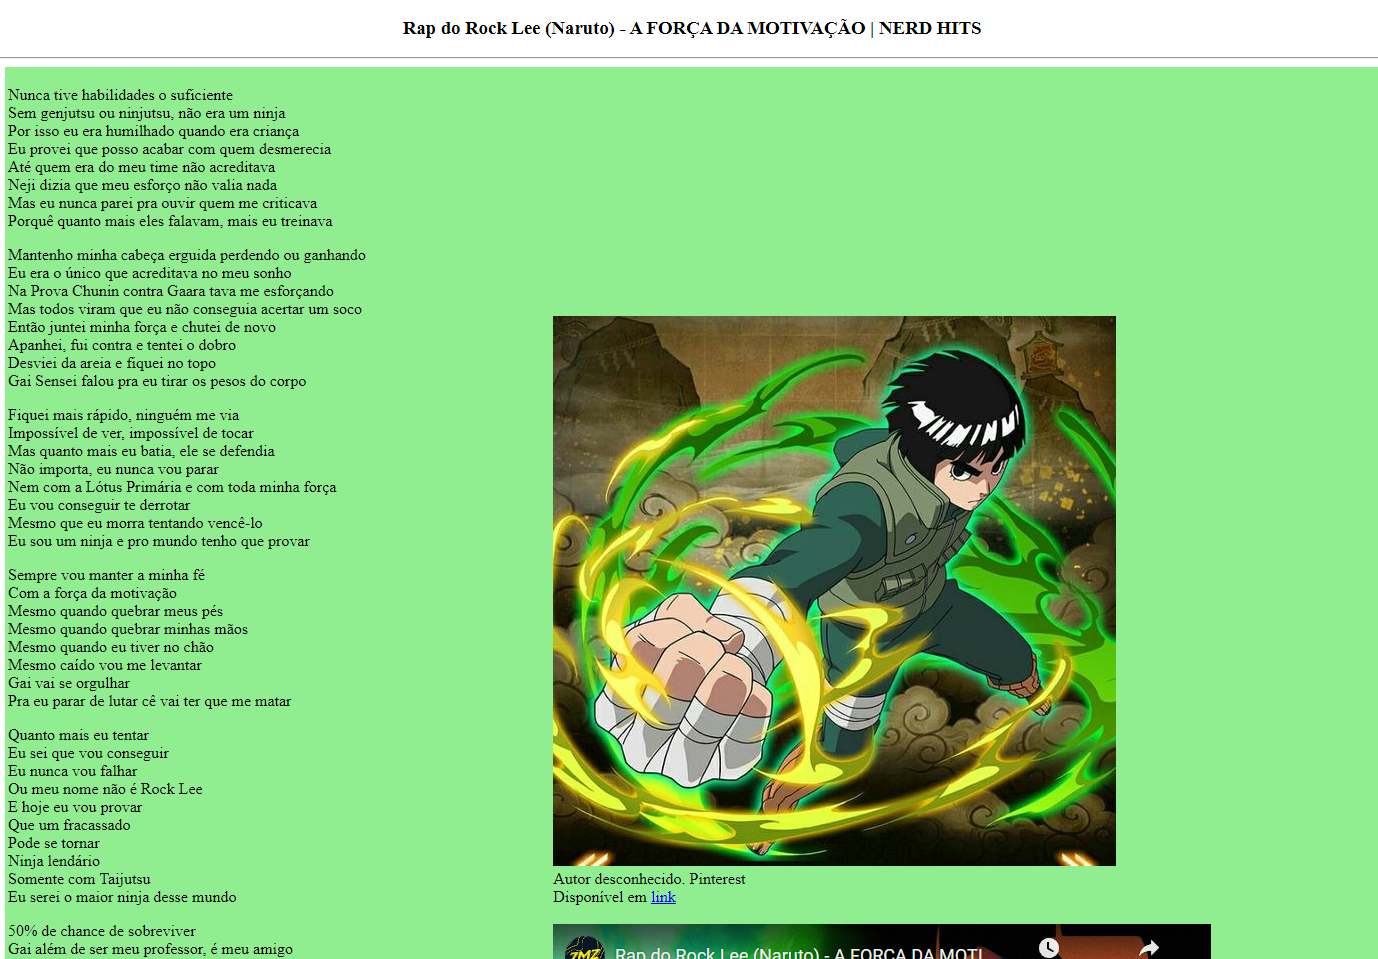 Rap do Rock Lee (Naruto) - A FORÇA DA MOTIVAÇÃO | NERD HITS
Nunca tive habilidades o suficiente
Sem genjutsu ou ninjutsu, não era um ninja
Por isso eu era humilhado quando era criança
Eu provei que posso acabar com quem desmerecia
Até quem era do meu time não acreditava
Neji dizia que meu esforço não valia nada
Mas eu nunca parei pra ouvir quem me criticava
Porquê quanto mais eles falavam, mais eu treinava
Mantenho minha cabeça erguida perdendo ou ganhando
Eu era o único que acreditava no meu sonho
Na Prova Chunin contra Gaara tava me esforçando
Mas todos viram que eu não conseguia acertar um soco
Então juntei minha força e chutei de novo
Apanhei, fui contra e tentei o dobro
Desviei da areia e fiquei no topo
Gai Sensei falou pra eu tirar os pesos do corpo
Fiquei mais rápido, ninguém me via
Impossível de ver, impossível de tocar
Mas quanto mais eu batia, ele se defendia
Não importa, eu nunca vou parar
Nem com a Lótus Primária e com toda minha força
Eu vou conseguir te derrotar
Mesmo que eu morra tentando vencê-lo
Eu sou um ninja e pro mundo tenho que provar
Sempre vou manter a minha fé
Com a força da motivação
Mesmo quando quebrar meus pés
Mesmo quando quebrar minhas mãos
Mesmo quando eu tiver no chão
Mesmo caído vou me levantar
Gai vai se orgulhar
Pra eu parar de lutar cê vai ter que me matar
Quanto mais eu tentar
Eu sei que vou conseguir
Eu nunca vou falhar
Ou meu nome não é Rock Lee
E hoje eu vou provar
Que um fracassado
Pode se tornar
Ninja lendário
Somente com Taijutsu
Eu serei o maior ninja desse mundo
50% de chance de sobreviver
Gai além de ser meu professor, é meu amigo
Autor desconhecido. Pinterest
Disponível em link
7MZ
Rap do Rock Lee (Naruto) - A FORÇA DA MOTI